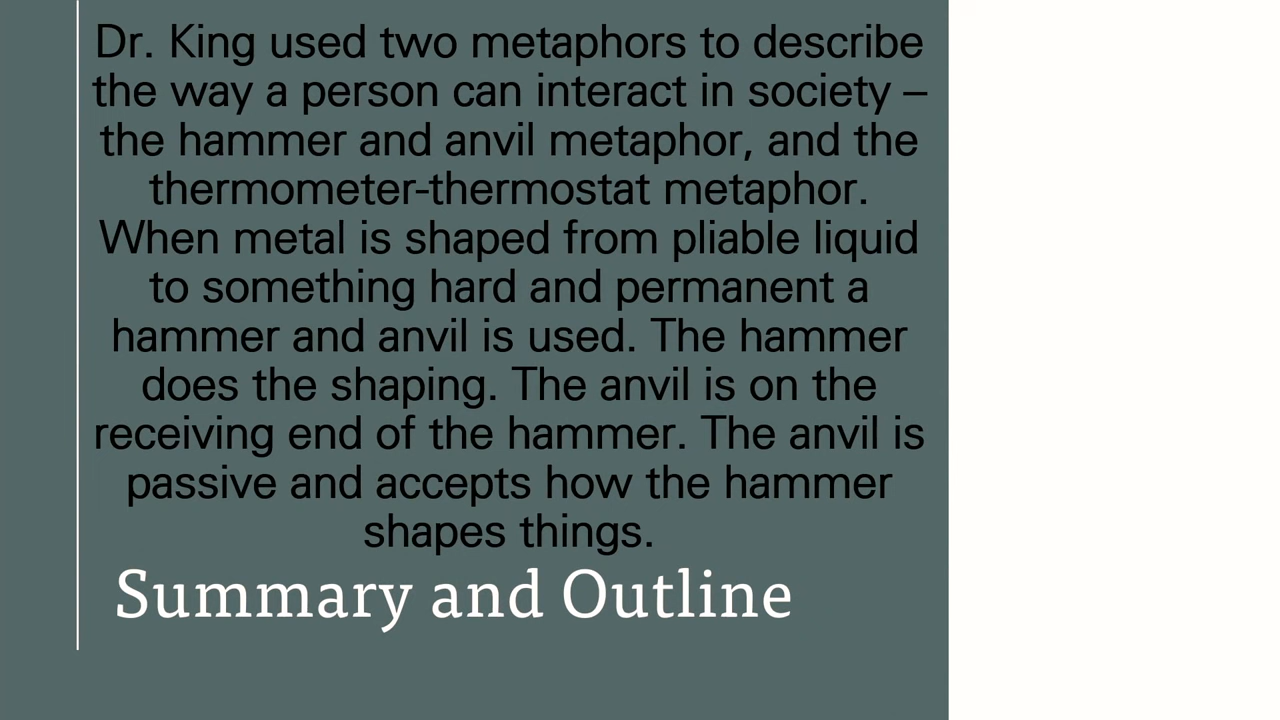 Dr. King used two metaphors to describe
the way a person can interact in society –
the hammer and anvil metaphor, and the
thermometer-thermostat metaphor.
When metal is shaped from pliable liquid
to something hard and permanent a
hammer and anvil is used. The hammer
does the shaping. The anvil is on the
receiving end of the hammer. The anvil is
passive and accepts how the hammer
shapes things.
Summary and Outline